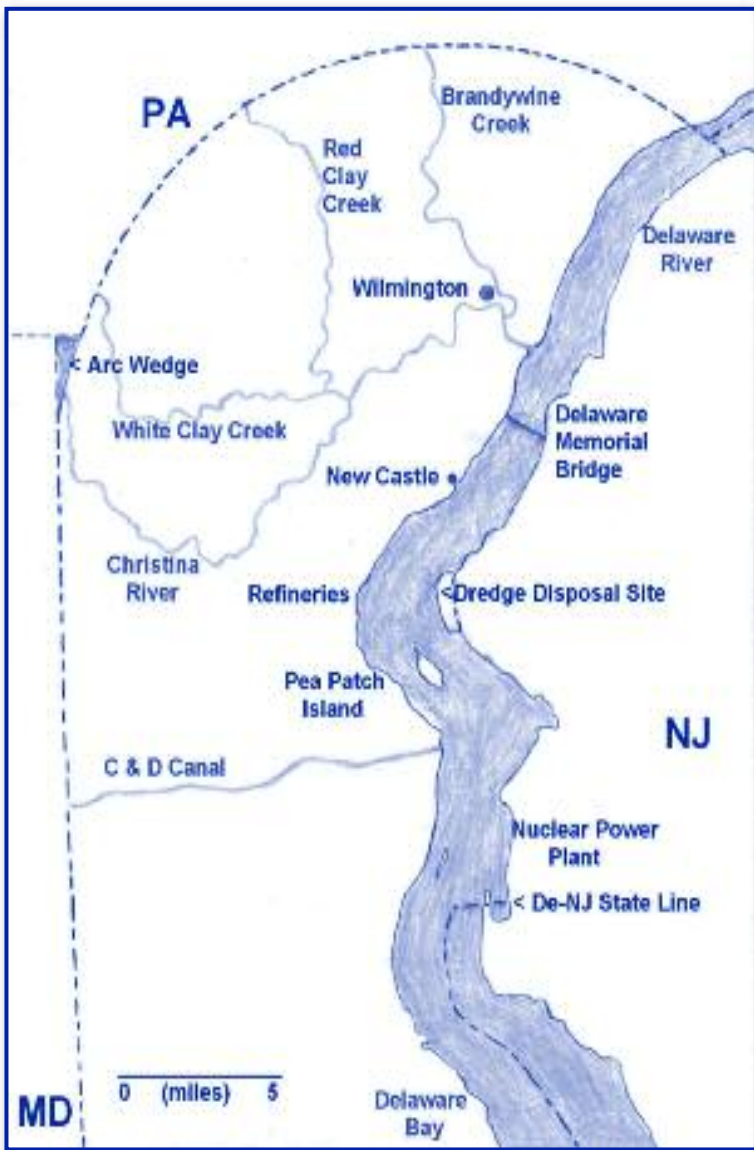 PA
Brandywine
Creek
Red
Clay
Creek
Delaware
River
Wilmington
< Arc Wedge
White Clay Creek
Delaware
Memorial
Bridge
New Castle
Christina
River
Refineries
<Dredge Disposal Site
Pea Patch
Island
NJ
C & D Canal
Nuclear Power
Plant
< De-NJ State Line
0 (miles) 5
MD
Delaware
Bay